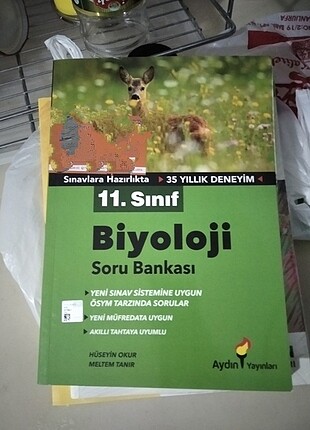 Sınavlara Hazırlıkta ▸ 35 YILLIK DENEYİM ◂
11. Sınıf
Biyoloji
Soru Bankası
YENİ SINAV SİSTEMİNE UYGUN
ÖSYM TARZINDA SORULAR
YENİ MÜFREDATA UYGUN
AKILLI TAHTAYA UYUMLU
HÜSEYİN OKUR
MELTEM TANIR
Aydın Yayınları